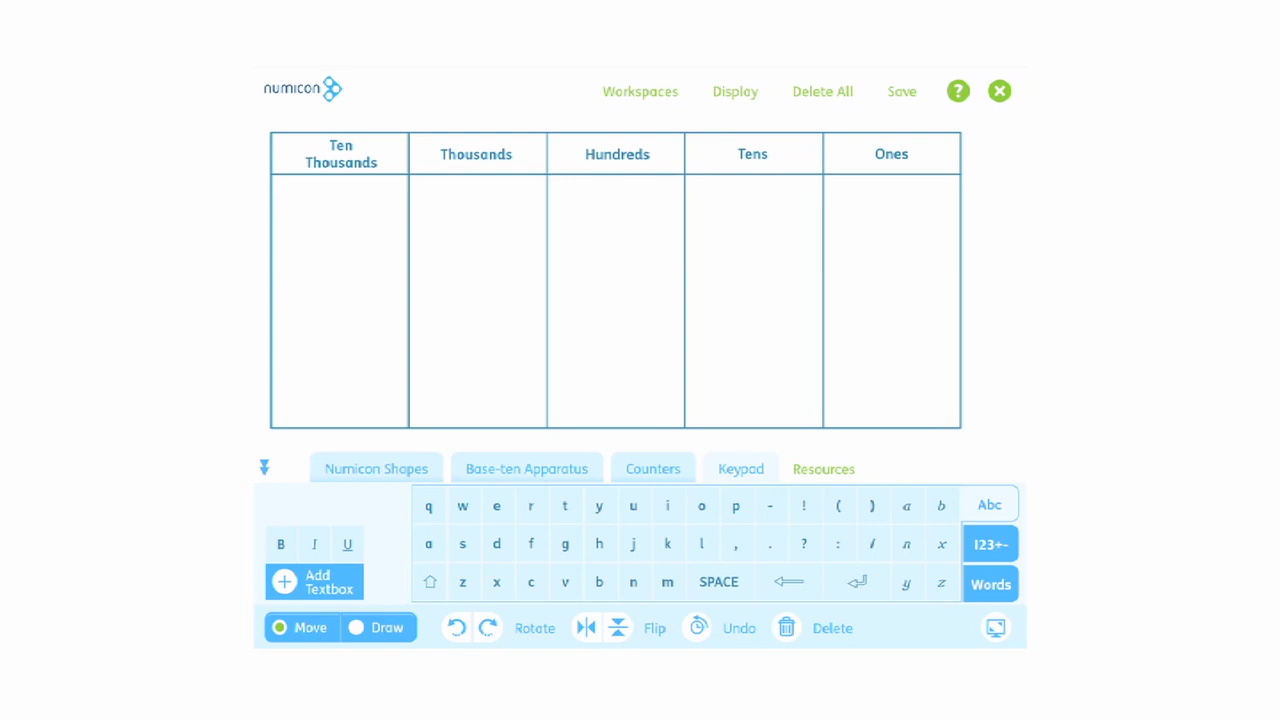 numicon
Workspaces Display Delete All Save ?
Ten Thousands Thousands Hundreds Tens Ones
Numicon Shapes Base-ten Apparatus Counters Keypad Resources
q w e r t y u i o p - ! ( ) a b Abc
B I U a s d f g h j k l , . ? : / n x 123+-
Add Textbox z x c v b n m SPACE y z Words
Move Draw Rotate Flip Undo Delete